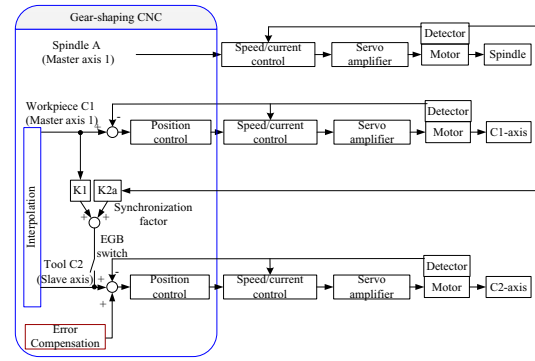 Gear-shaping CNC
Spindle A
(Master axis 1)
Speed/current
control
Servo
amplifier
Detector
Motor
Spindle
Workpiece C1
(Master axis 1)
+
-
Position
control
Speed/current
control
Servo
amplifier
Detector
Motor
C1-axis
Interpolation
K1
K2a
+
+
Synchronization
factor
EGB
switch
Tool C2
(Slave axis)
+
-
+
Position
control
Speed/current
control
Servo
amplifier
Detector
Motor
C2-axis
Error
Compensation